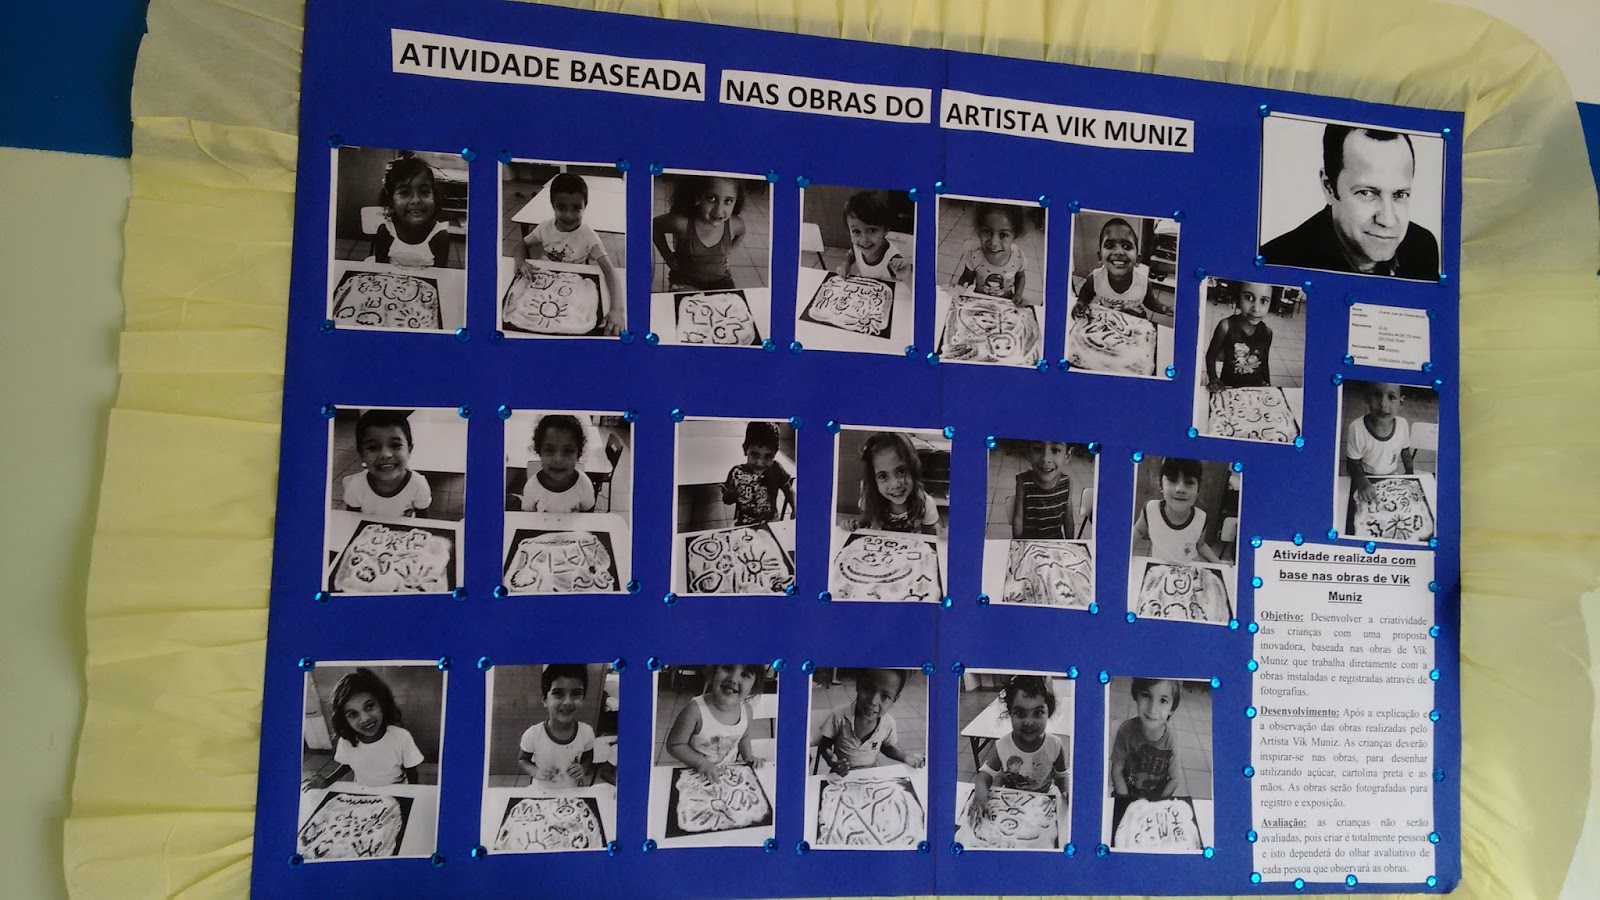 ATIVIDADE BASEADA NAS OBRAS DO ARTISTA VIK MUNIZ
Atividade realizada com
base nas obras de Vik
Muniz
Objetivo: Desenvolver a criatividade
das crianças com uma proposta
inovadora, baseada nas obras de Vik
Muniz que trabalha diretamente com a
obras instaladas e registradas através de
fotografias.
Desenvolvimento: Após a explicação e
a observação das obras realizadas pelo
Artista Vik Muniz. As crianças deverão
inspirar-se nas obras, para desenhar
utilizando açúcar, cartolina preta e as
mãos. As obras serão fotografadas para
registro e exposição.
Avaliação: as crianças não serão
avaliadas, pois criar é totalmente pessoal
e isto dependerá do olhar avaliativo de
cada pessoa que observará as obras.